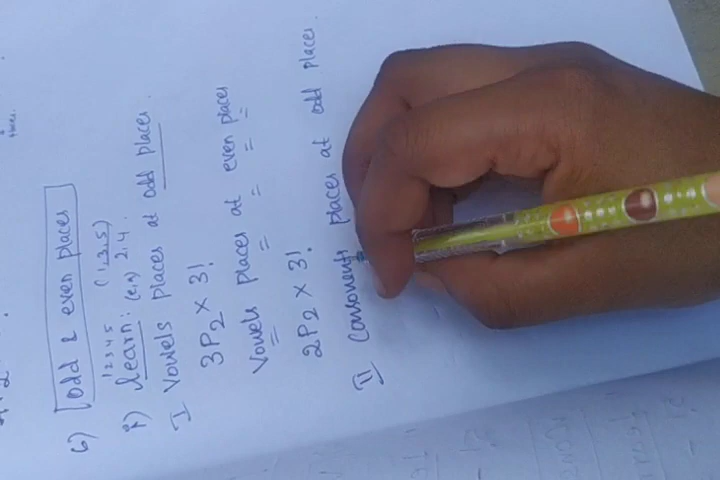 6) odd & even places
1 2 3 4 5 (1,3,5)
i) learn: (e,a) 2,4.
I Vowels places at odd places.
3P2 x 3!
Vowels places at even places
2P2 x 3!
II Consonents places at odd places.